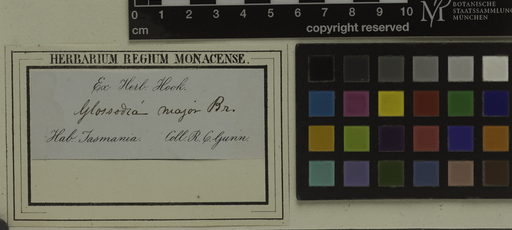 0 1 2 3 4 5 6 7 8 9 10
cm
copyright reserved
BOTANISCHE
STAATSSAMMLUNG
MÜNCHEN
HERBARIUM REGIUM MONACENSE.
Ex Herb. Hook.
Glossodia major Br.
Hab. Tasmania. Coll. R. C. Gunn.